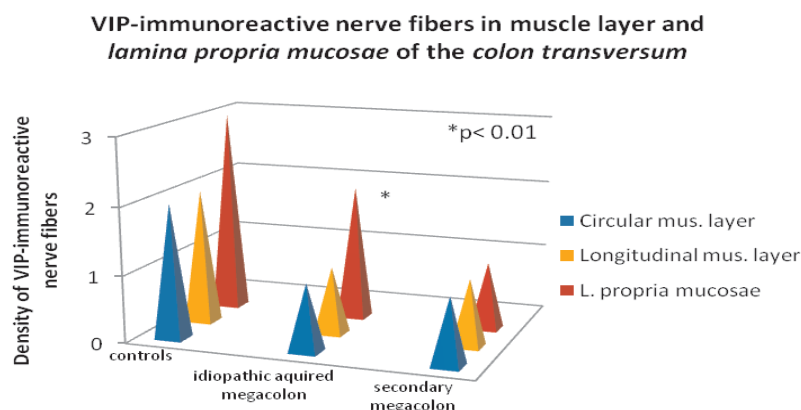 VIP-immunoreactive nerve fibers in muscle layer and
lamina propria mucosae of the colon transversum
Density of VIP-immunoreactive
nerve fibers
3
2
1
0
*p< 0.01
*
controls
idiopathic aquired
megacolon
secondary
megacolon
Circular mus. layer
Longitudinal mus. layer
L. propria mucosae